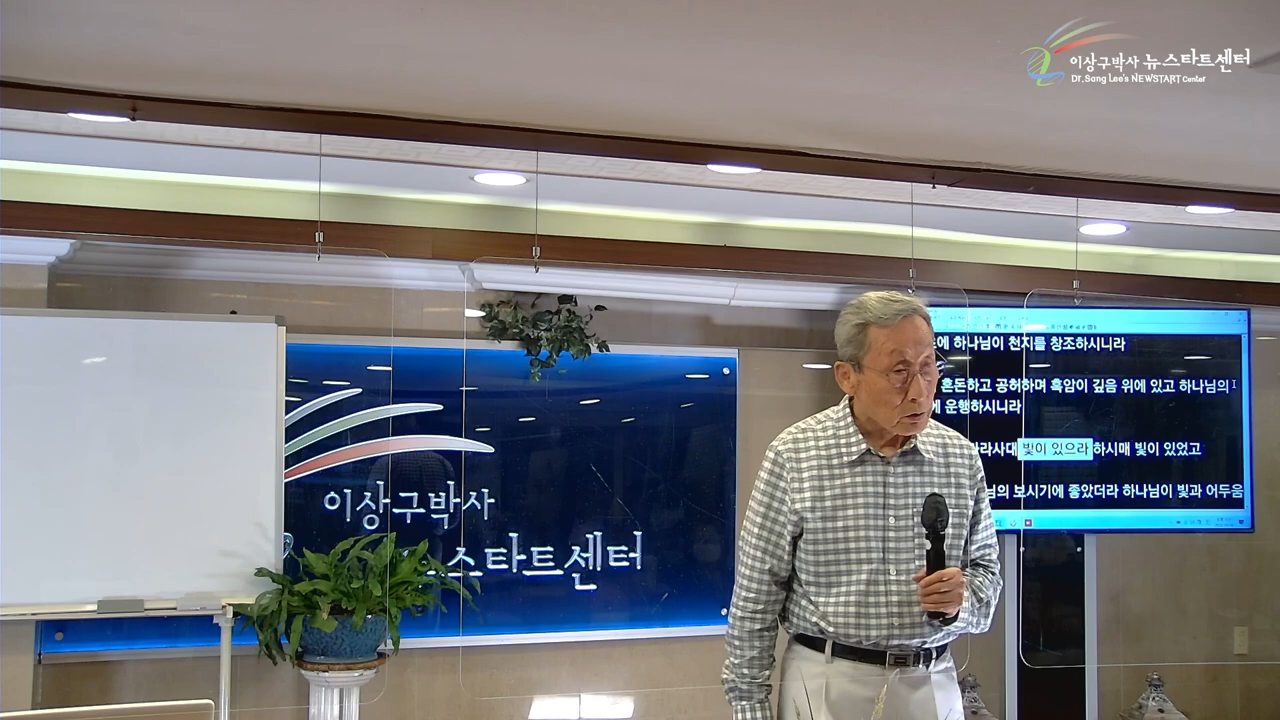 이상구박사 뉴스타트센터
Dr. Sang Lee's NEWSTART Center
하나님이 천지를 창조하시니라
혼돈하고 공허하며 흑암이 깊음 위에 있고 하나님의
운행하시니라
빛이 있으라 하시매 빛이 있었고
보시기에 좋았더라 하나님이 빛과 어두움
이상구박사
스타트센터